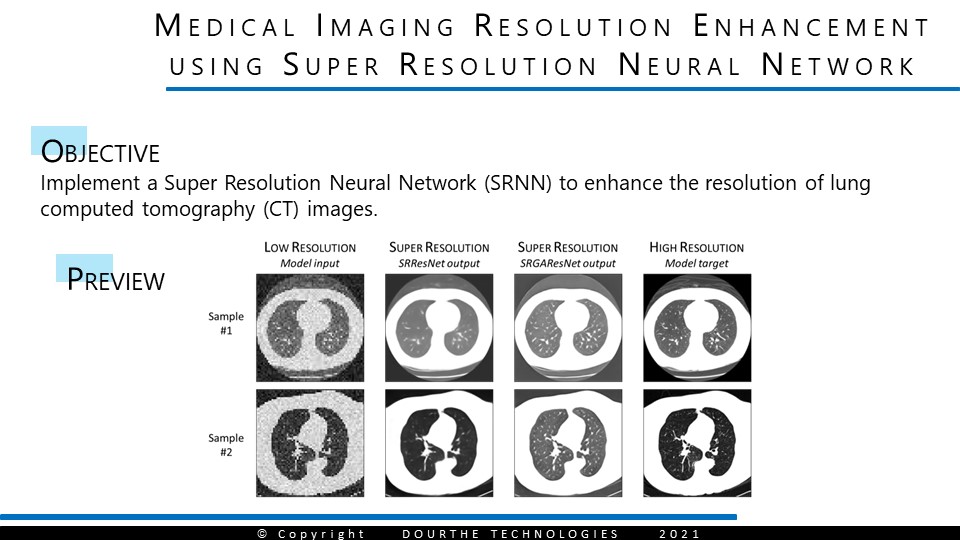 Medical Imaging Resolution Enhancement
using Super Resolution Neural Network
Objective
Implement a Super Resolution Neural Network (SRNN) to enhance the resolution of lung
computed tomography (CT) images.
Preview
Low Resolution
Model input
Super Resolution
SRResNet output
Super Resolution
SRGAResNet output
High Resolution
Model target
Sample
#1
Sample
#2
© Copyright DOURTHE TECHNOLOGIES 2021